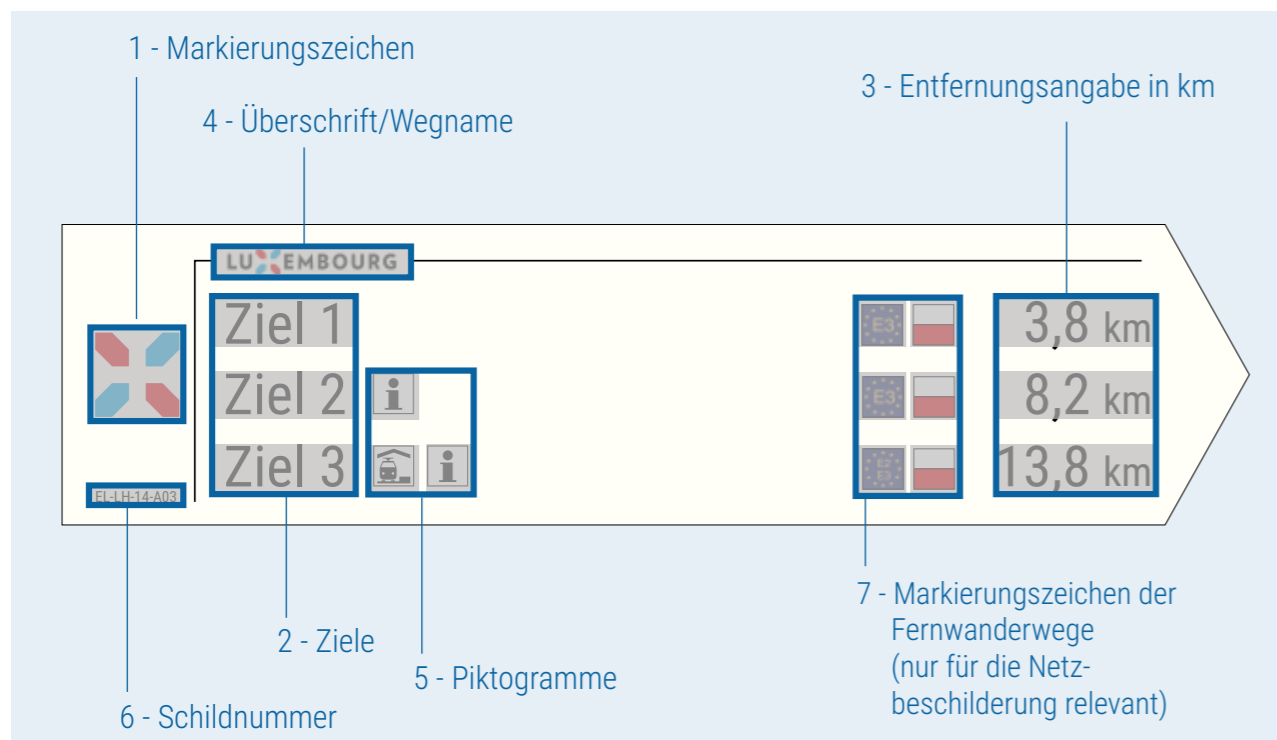 1 - Markierungszeichen
3 - Entfernungsangabe in km
4 - Überschrift/Wegname
LUXEMBOURG
Ziel 1 E3 3,8 km
Ziel 2 i E3 8,2 km
Ziel 3 i E2 E3 13,8 km
EL-LH-14-A03
7 - Markierungszeichen der
Fernwanderwege
(nur für die Netz-
beschilderung relevant)
2 - Ziele
5 - Piktogramme
6 - Schildnummer